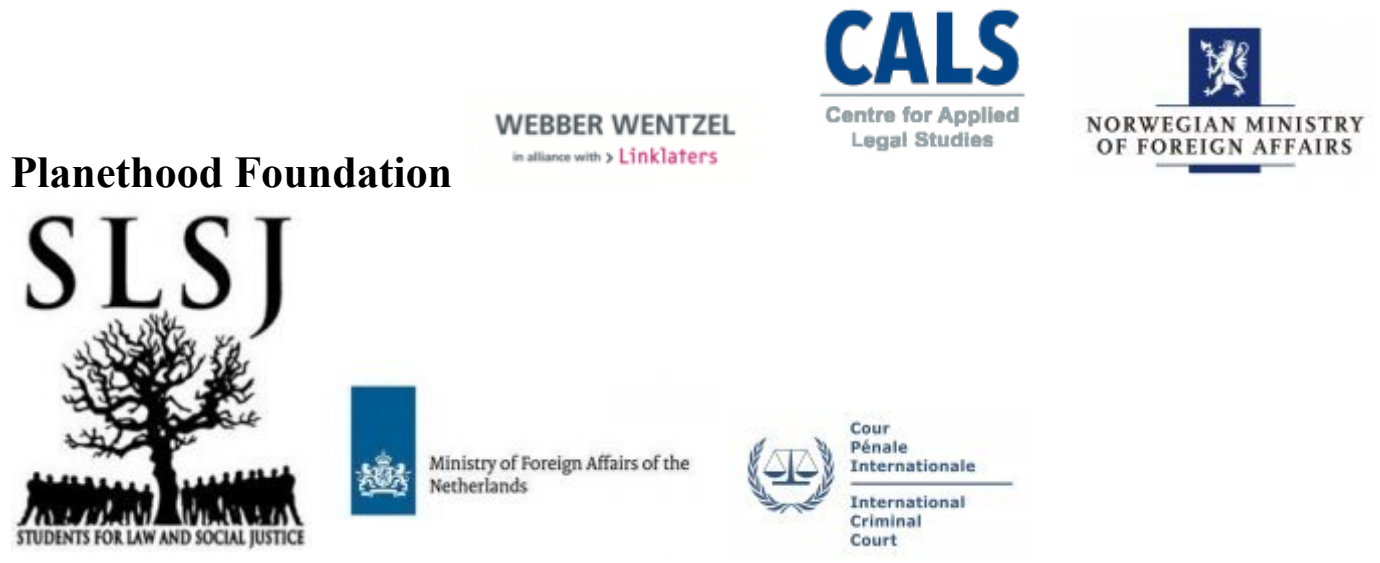 Planethood Foundation
WEBBER WENTZEL
in alliance with > Linklaters
CALS
Centre for Applied
Legal Studies
NORWEGIAN MINISTRY
OF FOREIGN AFFAIRS
SLSJ
STUDENTS FOR LAW AND SOCIAL JUSTICE
Ministry of Foreign Affairs of the
Netherlands
Cour
Pénale
Internationale
International
Criminal
Court